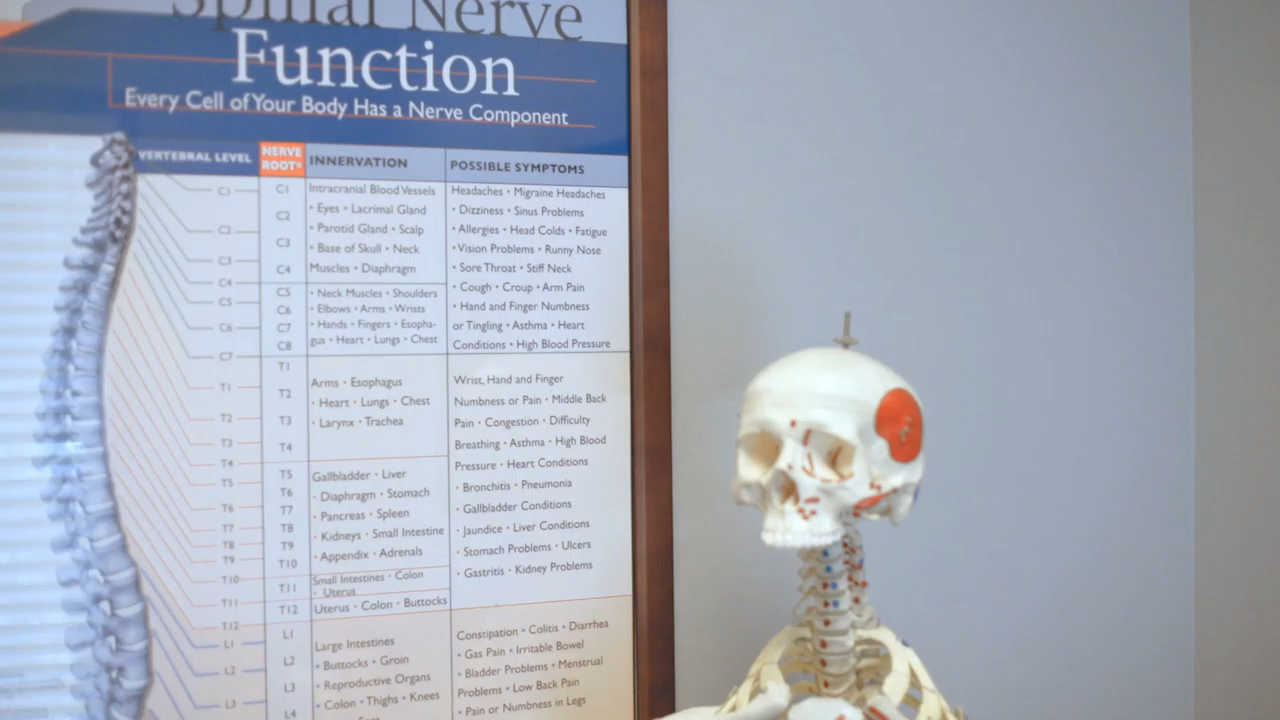 Spinal Nerve
Function
Every Cell of Your Body Has a Nerve Component
VERTEBRAL LEVEL
NERVE
ROOT*
INNERVATION
POSSIBLE SYMPTOMS
C1
C2
C3
C4
C5
C6
C7
T1
T2
T3
T4
T5
T6
T7
T8
T9
T10
T11
T12
L1
L2
L3
C1
C2
C3
C4
C5
C6
C7
C8
T1
T2
T3
T4
T5
T6
T7
T8
T9
T10
T11
T12
L1
L2
L3
L4
Intracranial Blood Vessels
• Eyes • Lacrimal Gland
• Parotid Gland • Scalp
• Base of Skull • Neck
Muscles • Diaphragm
• Neck Muscles • Shoulders
• Elbows • Arms • Wrists
• Hands • Fingers • Esopha-
gus • Heart • Lungs • Chest
Arms • Esophagus
• Heart • Lungs • Chest
• Larynx • Trachea
Gallbladder • Liver
• Diaphragm • Stomach
• Pancreas • Spleen
• Kidneys • Small Intestine
• Appendix • Adrenals
Small Intestines • Colon
• Uterus
Uterus • Colon • Buttocks
Large Intestines
• Buttocks • Groin
• Reproductive Organs
• Colon • Thighs • Knees
Headaches • Migraine Headaches
• Dizziness • Sinus Problems
• Allergies • Head Colds • Fatigue
• Vision Problems • Runny Nose
• Sore Throat • Stiff Neck
• Cough • Croup • Arm Pain
• Hand and Finger Numbness
or Tingling • Asthma • Heart
Conditions • High Blood Pressure
Wrist, Hand and Finger
Numbness or Pain • Middle Back
Pain • Congestion • Difficulty
Breathing • Asthma • High Blood
Pressure • Heart Conditions
• Bronchitis • Pneumonia
• Gallbladder Conditions
• Jaundice • Liver Conditions
• Stomach Problems • Ulcers
• Gastritis • Kidney Problems
Constipation • Colitis • Diarrhea
• Gas Pain • Irritable Bowel
• Bladder Problems • Menstrual
Problems • Low Back Pain
• Pain or Numbness in Legs